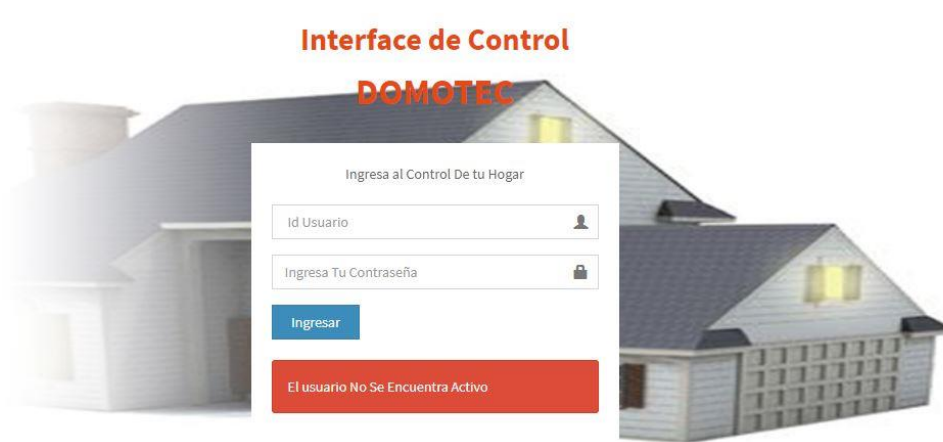 Interface de Control
DOMOTEC
Ingresa al Control De tu Hogar
Id Usuario
Ingresa Tu Contraseña
Ingresar
El usuario No Se Encuentra Activo